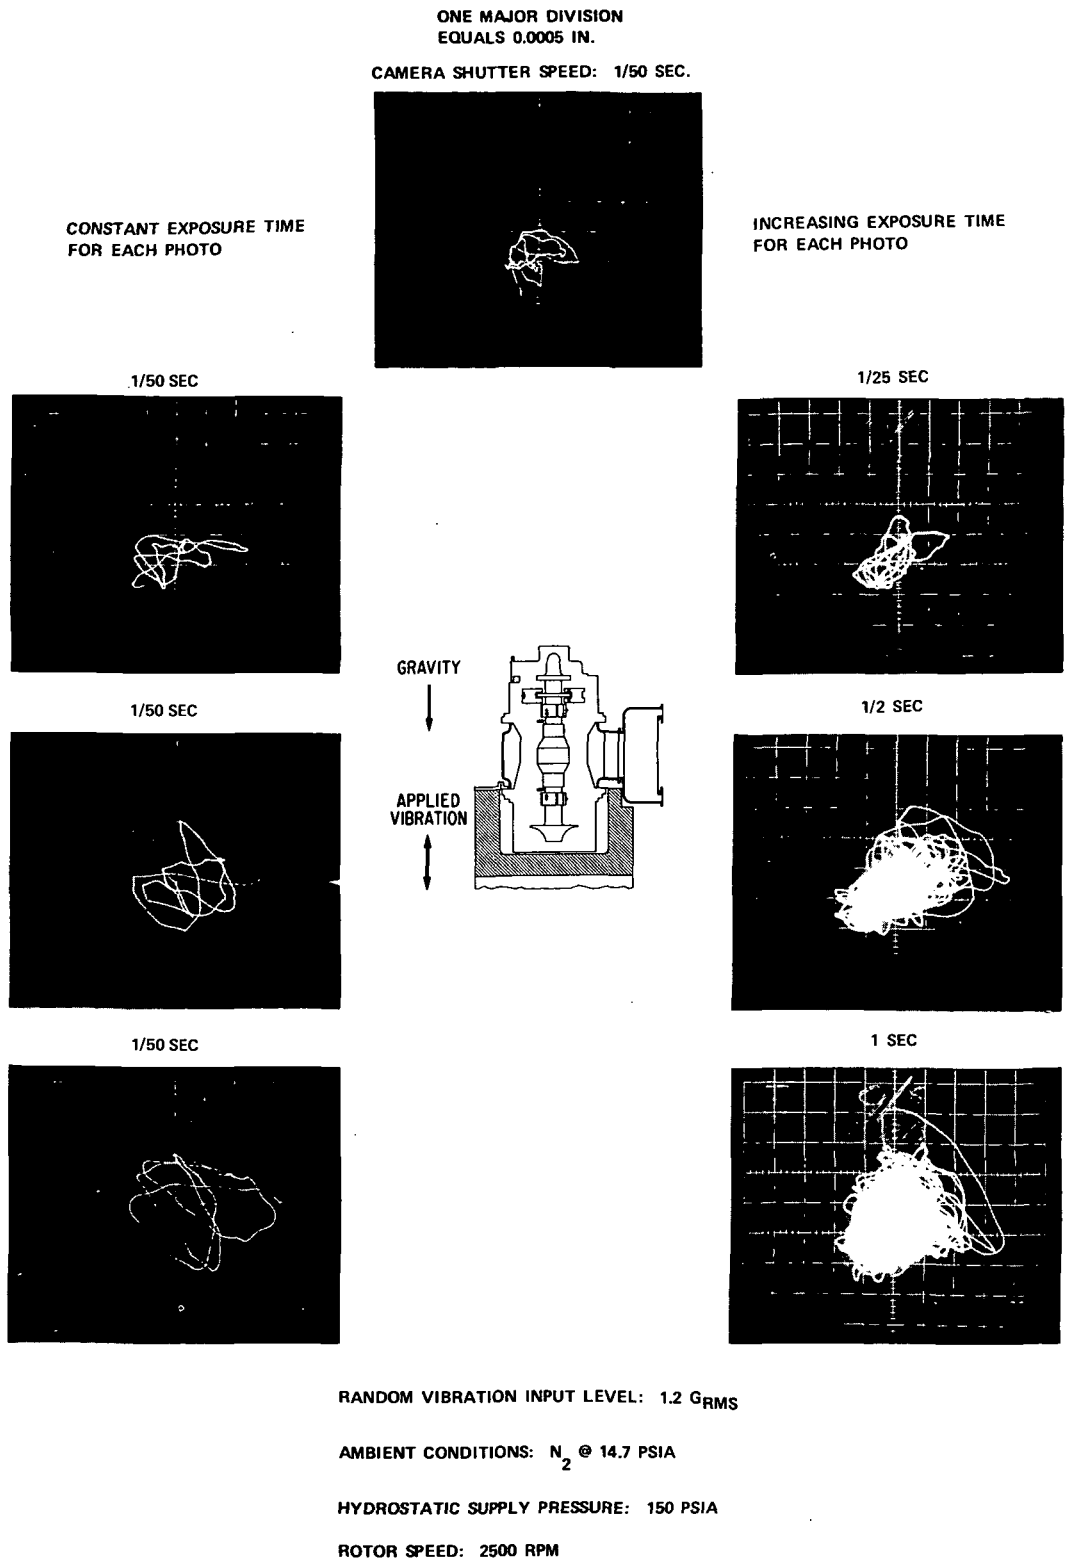 ONE MAJOR DIVISION
EQUALS 0.0005 IN.
CAMERA SHUTTER SPEED: 1/50 SEC.
CONSTANT EXPOSURE TIME
FOR EACH PHOTO
INCREASING EXPOSURE TIME
FOR EACH PHOTO
1/50 SEC
1/25 SEC
GRAVITY
1/50 SEC
1/2 SEC
APPLIED
VIBRATION
1/50 SEC
1 SEC
RANDOM VIBRATION INPUT LEVEL: 1.2 GRMS
AMBIENT CONDITIONS: N2 @ 14.7 PSIA
HYDROSTATIC SUPPLY PRESSURE: 150 PSIA
ROTOR SPEED: 2500 RPM